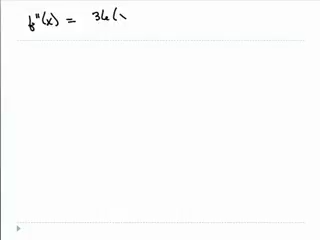 f"(x) = 36(x